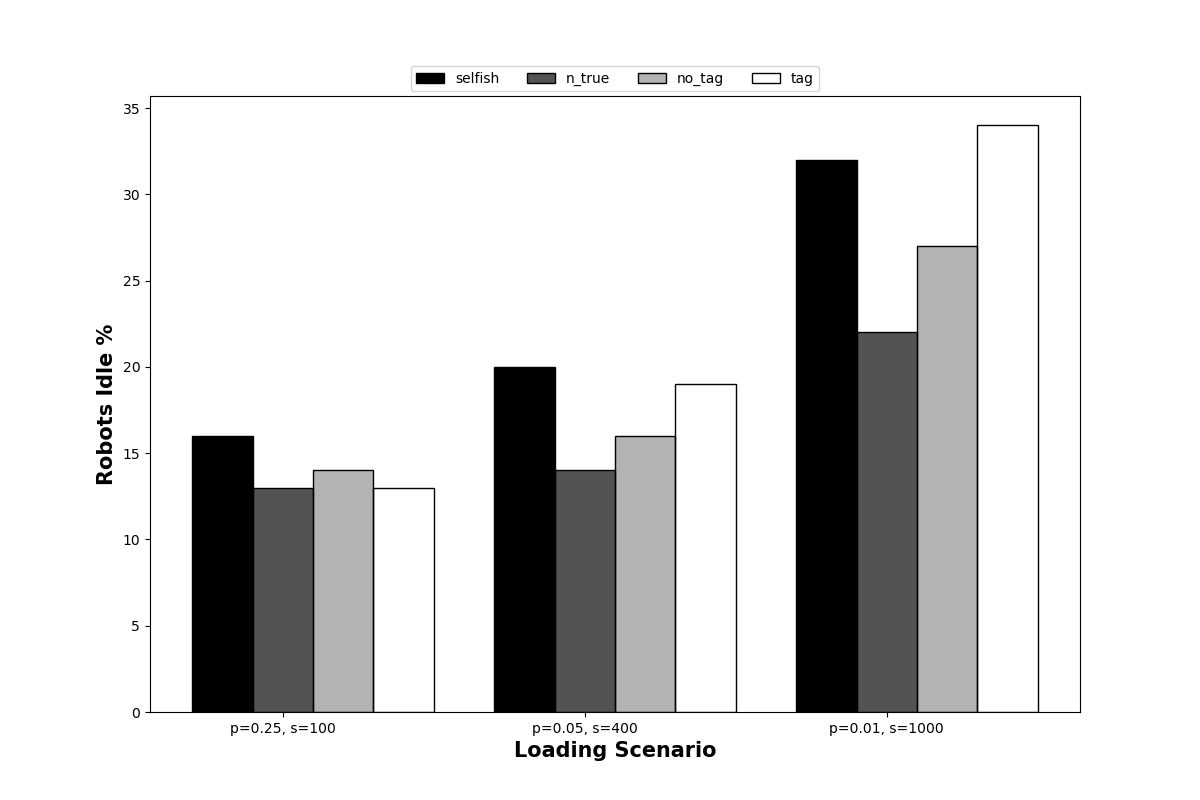 selfish n_true no_tag tag
35
30
25
20
15
10
5
0
Robots Idle %
p=0.25, s=100 p=0.05, s=400 p=0.01, s=1000
Loading Scenario